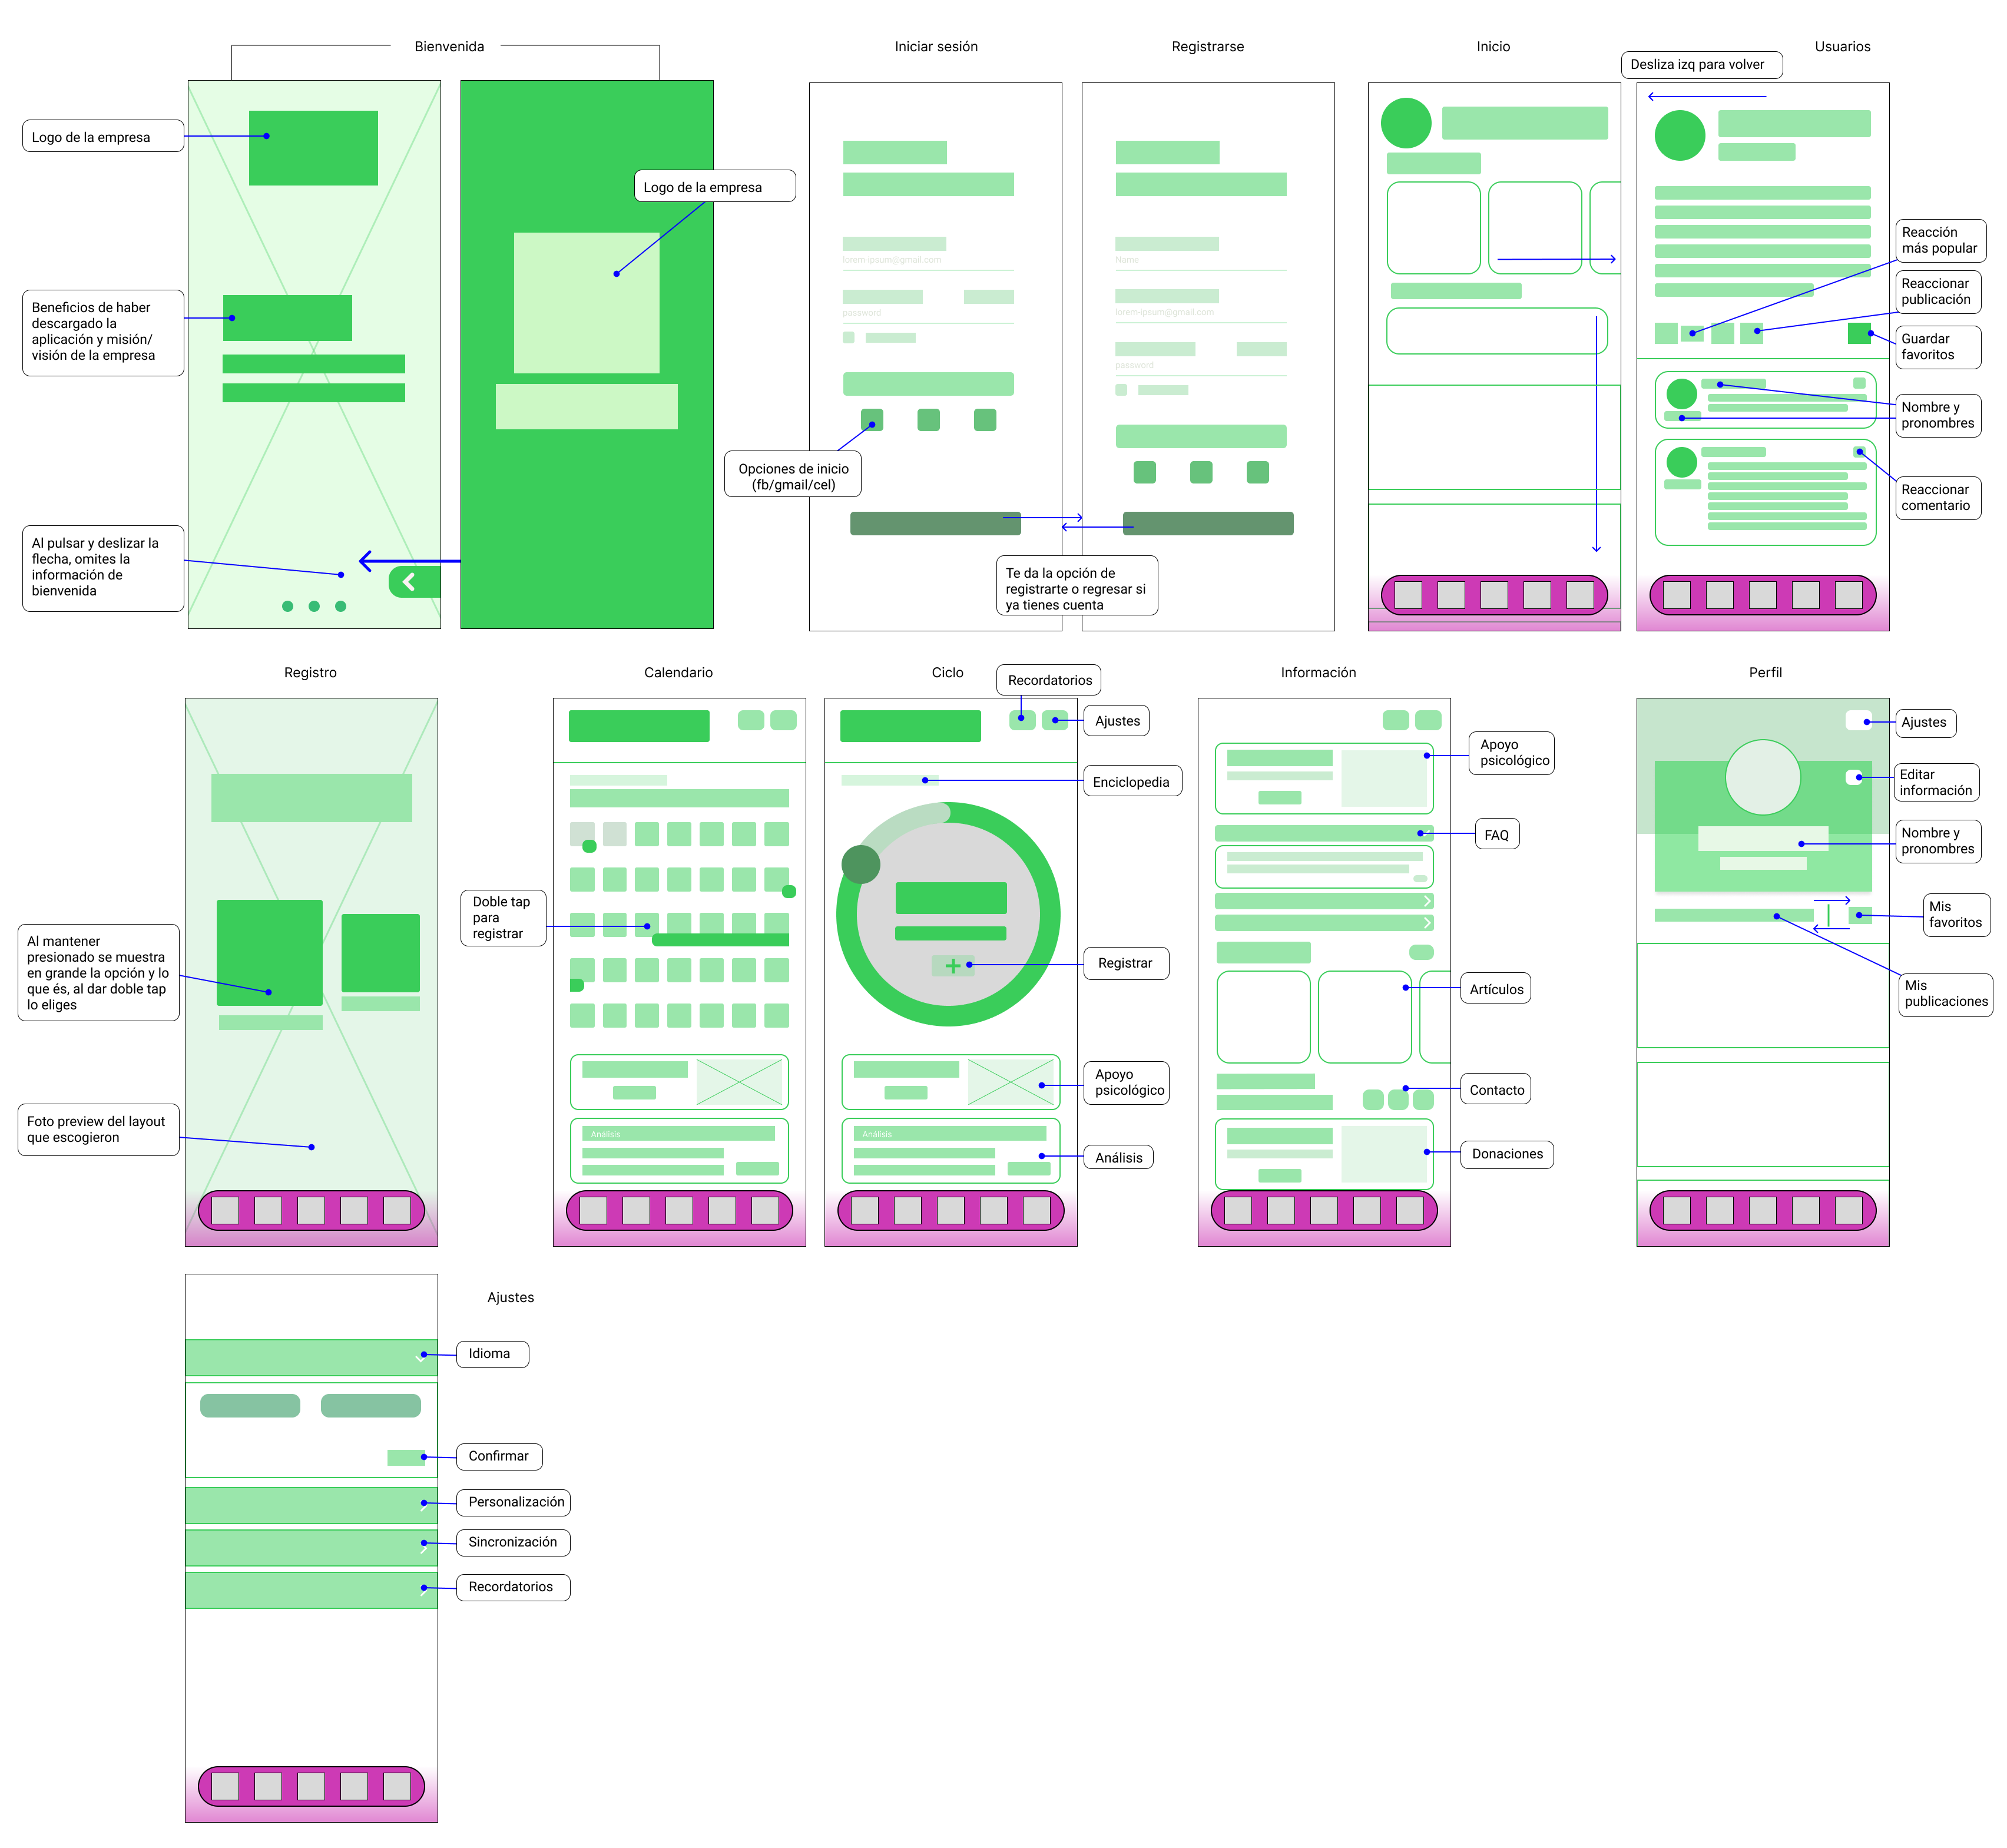 Bienvenida
Iniciar sesión
Registrarse
Inicio
Usuarios
Desliza izq para volver
Logo de la empresa
Logo de la empresa
Beneficios de haber
descargado la
aplicación y misión/
visión de la empresa
Al pulsar y deslizar la
flecha, omites la
información de
bienvenida
lorem-ipsum@gmail.com
password
Opciones de inicio
(fb/gmail/cel)
Name
lorem-ipsum@gmail.com
password
Te da la opción de
registrarte o regresar si
ya tienes cuenta
Reacción
más popular
Reaccionar
publicación
Guardar
favoritos
Nombre y
pronombres
Reaccionar
comentario
Registro
Calendario
Ciclo
Información
Perfil
Al mantener
presionado se muestra
en grande la opción y lo
que és, al dar doble tap
lo eliges
Foto preview del layout
que escogieron
Doble tap
para
registrar
Análisis
Recordatorios
Ajustes
Enciclopedia
Registrar
Apoyo
psicológico
Análisis
Análisis
Apoyo
psicológico
FAQ
Artículos
Contacto
Donaciones
Ajustes
Editar
información
Nombre y
pronombres
Mis
favoritos
Mis
publicaciones
Ajustes
Idioma
Confirmar
Personalización
Sincronización
Recordatorios